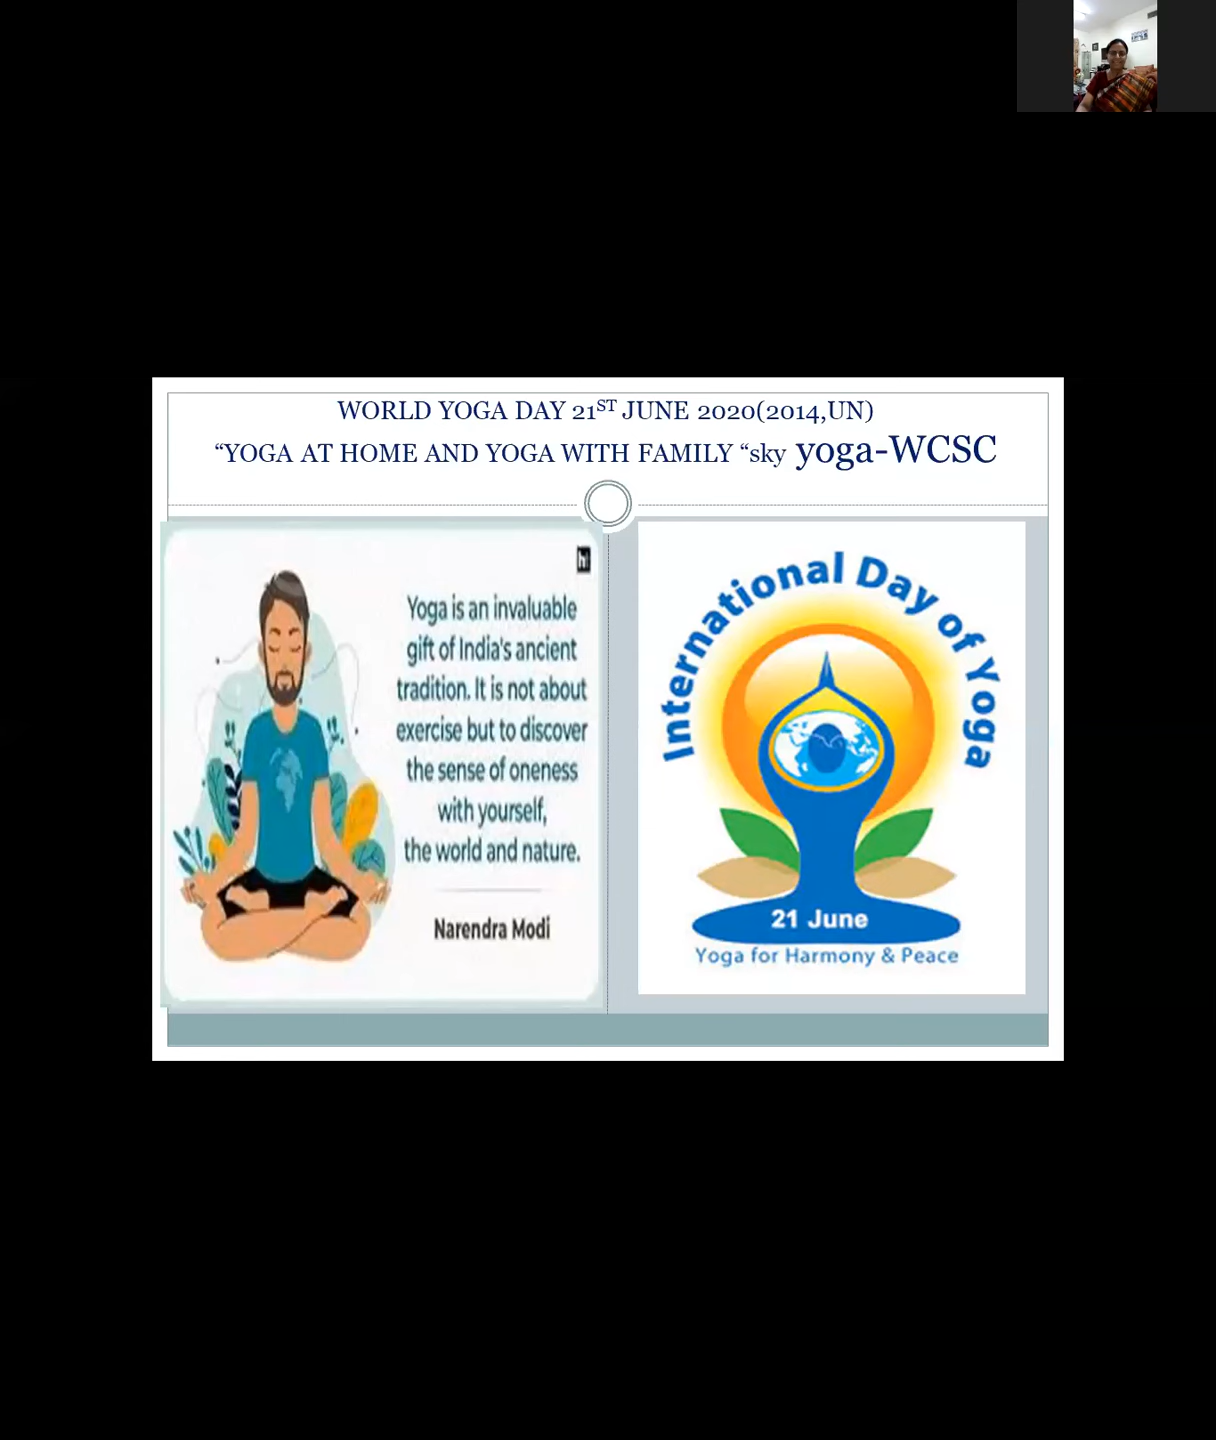 WORLD YOGA DAY 21ST JUNE 2020(2014,UN)
“YOGA AT HOME AND YOGA WITH FAMILY “sky yoga-WCSC
h
Yoga is an invaluable
gift of India's ancient
tradition. It is not about
exercise but to discover
the sense of oneness
with yourself,
the world and nature.
Narendra Modi
International Day of Yoga
21 June
Yoga for Harmony & Peace